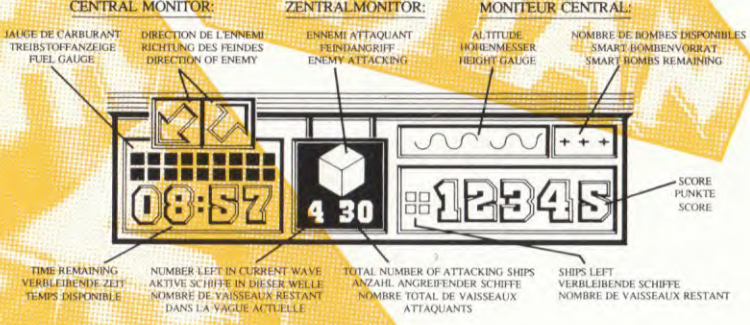 CENTRAL MONITOR:
ZENTRALMONITOR:
MONITEUR CENTRAL:
JAUGE DE CARBURANT
TREIBSTOFFANZEIGE
FUEL GAUGE
DIRECTION DE L'ENNEMI
RICHTUNG DES FEINDES
DIRECTION OF ENEMY
ENNEMI ATTAQUANT
FEINDANGRIFF
ENEMY ATTACKING
ALTITUDE
HOHENMESSER
HEIGHT GAUGE
NOMBRE DE BOMBES DISPONIBLES
SMART-BOMBENVORRAT
SMART BOMBS REMAINING
08:57
4 30
12345
SCORE
PUNKTE
SCORE
TIME REMAINING
VERBLEIBENDE ZEIT
TEMPS DISPONIBLE
NUMBER LEFT IN CURRENT WAVE
AKTIVE SCHIFFE IN DIESER WELLE
NOMBRE DE VAISSEAUX RESTANT
DANS LA VAGUE ACTUELLE
TOTAL NUMBER OF ATTACKING SHIPS
ANZAHL ANGREIFENDER SCHIFFE
NOMBRE TOTAL DE VAISSEAUX
ATTAQUANTS
SHIPS LEFT
VERBLEIBENDE SCHIFFE
NOMBRE DE VAISSEAUX RESTANT